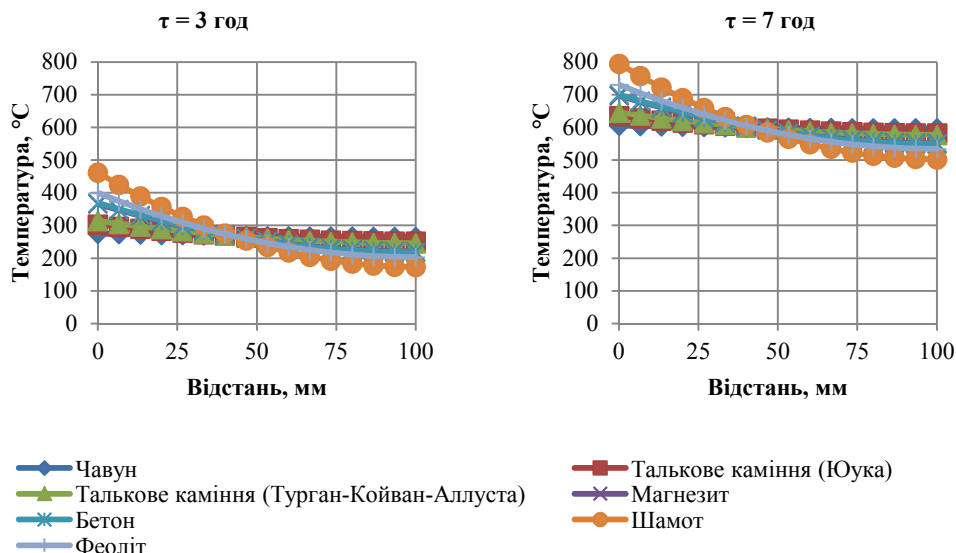 τ = 3 год
800
700
600
500
400
300
200
100
0
Температура, °С
0 25 50 75 100
Відстань, мм
τ = 7 год
800
700
600
500
400
300
200
100
0
Температура, °С
0 25 50 75 100
Відстань, мм
Чавун
Талькове каміння (Юука)
Талькове каміння (Турган-Койван-Аллуста)
Магнезит
Бетон
Шамот
Феоліт